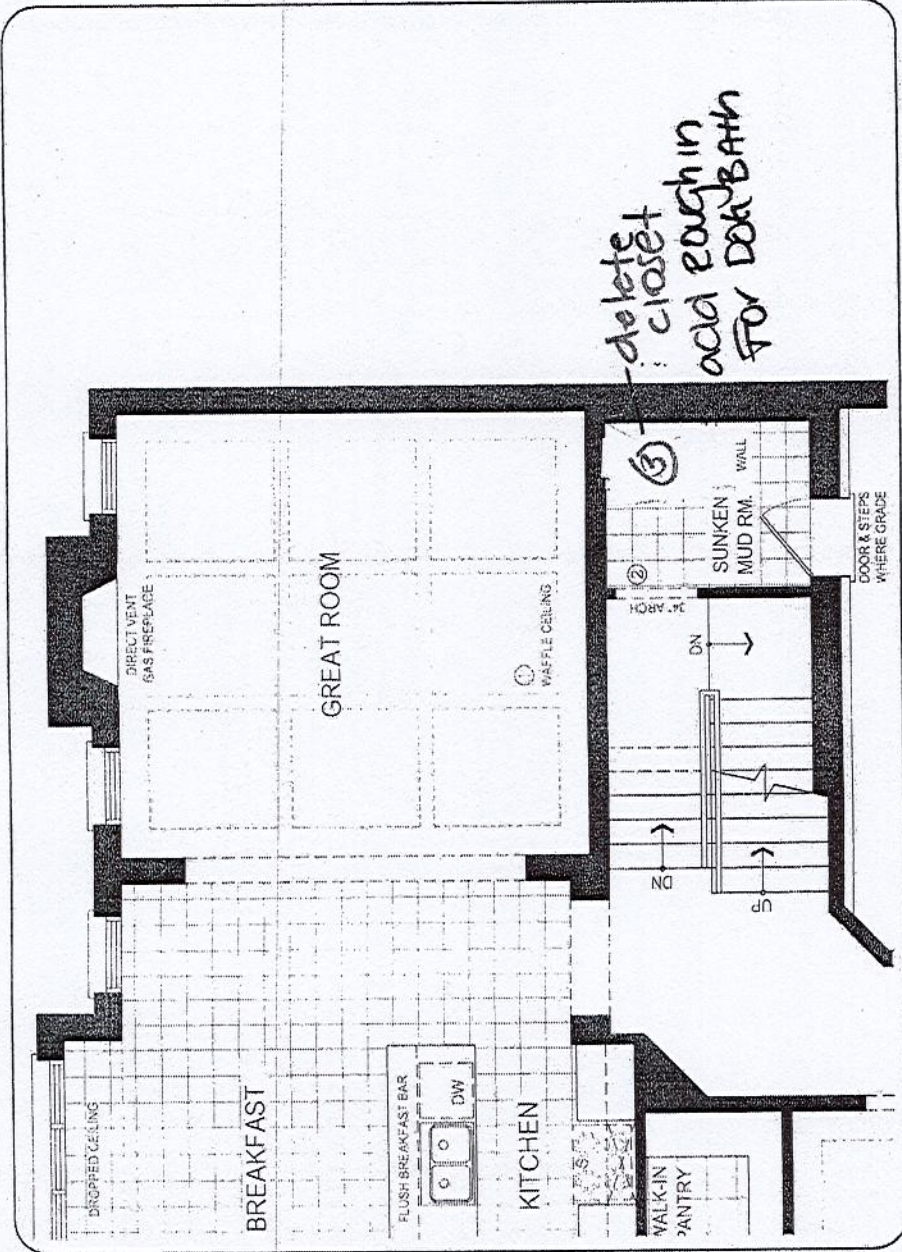 DROPPED CEILING
BREAKFAST
FLUSH BREAKFAST BAR
DW
KITCHEN
S
WALK-IN
PANTRY
DIRECT VENT
GAS FIREPLACE
GREAT ROOM
①
WAFFLE CEILING
DN
UP
DN
34" ARCH
②
SUNKEN
MUD RM.
WALL
DOOR & STEPS
WHERE GRADE
③
delete
closet
add rough in
For DOG BATH